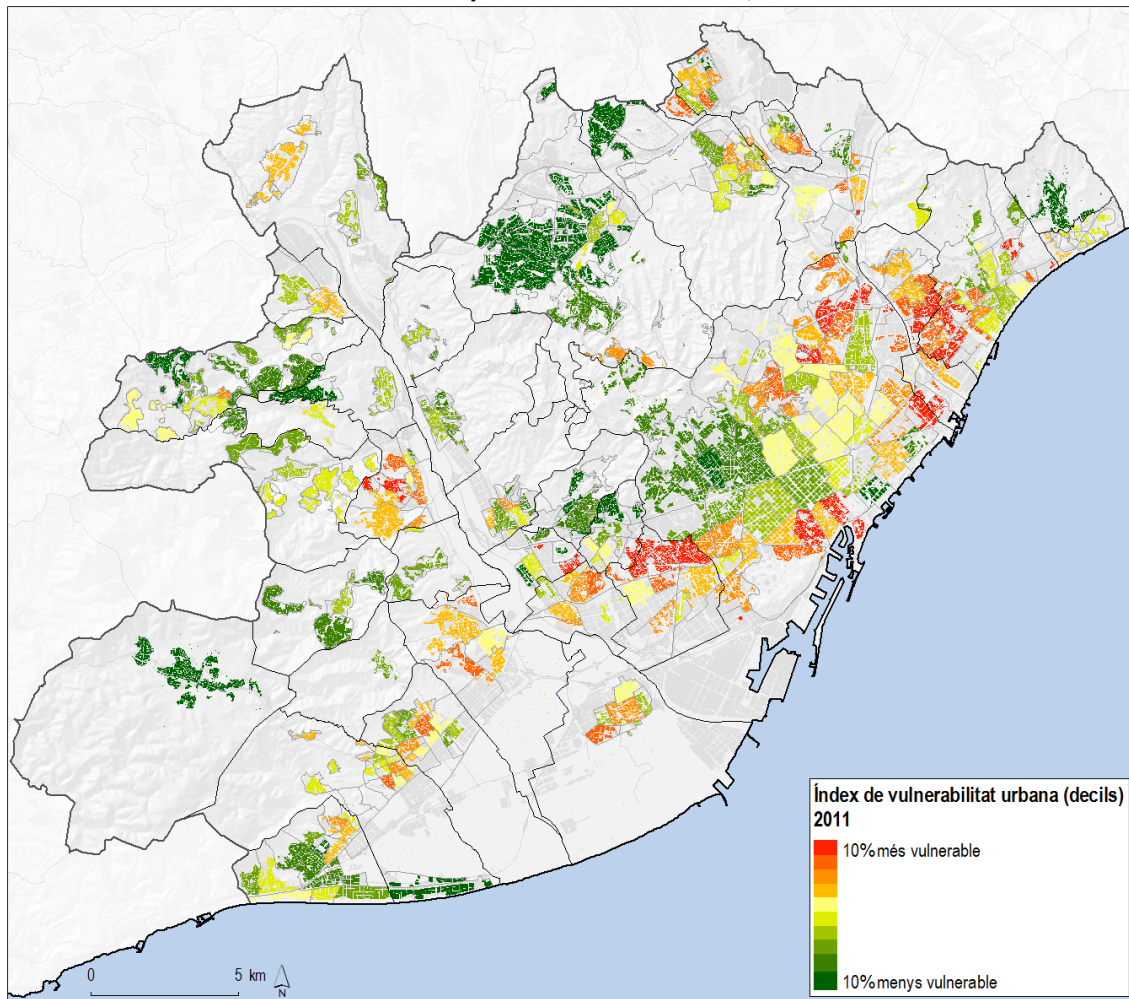 Índex de vulnerabilitat urbana (decils)
2011
10% més vulnerable
10% menys vulnerable
0 5 km
N